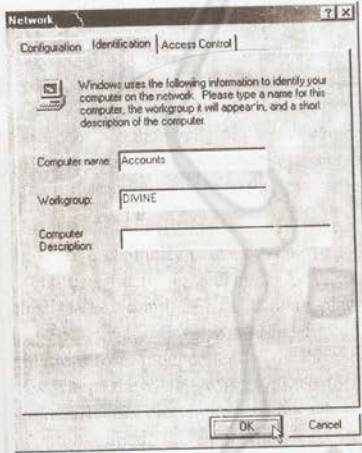 Network
? X
Configuration Identification Access Control
Windows uses the following information to identify your
computer on the network. Please type a name for this
computer, the workgroup it will appear in, and a short
description of the computer.
Computer name: Accounts
Workgroup: DIVINE
Computer
Description:
OK Cancel